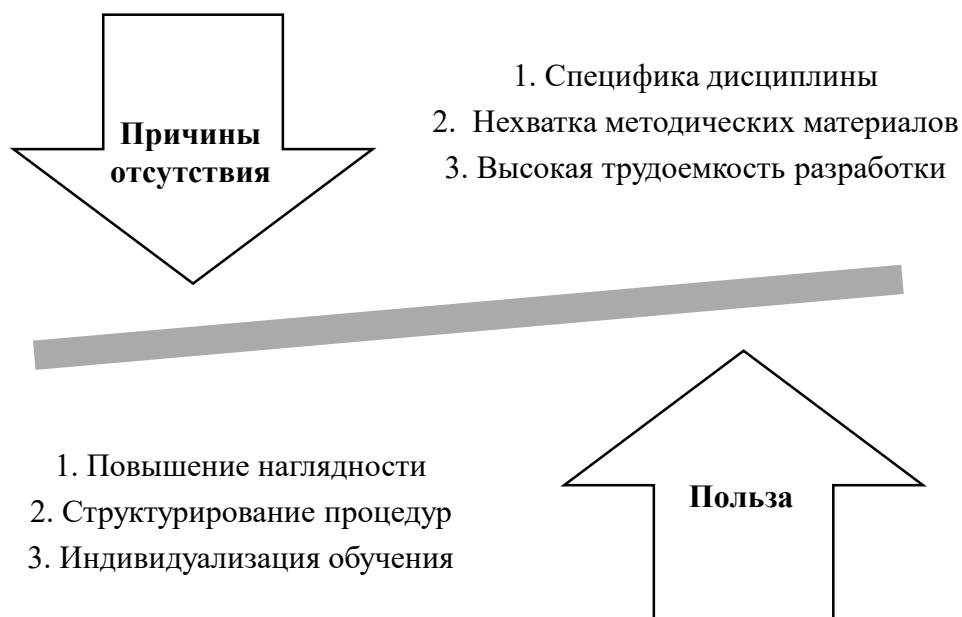 Причины
отсутствия
1. Специфика дисциплины
2. Нехватка методических материалов
3. Высокая трудоемкость разработки
1. Повышение наглядности
2. Структурирование процедур
3. Индивидуализация обучения
Польза